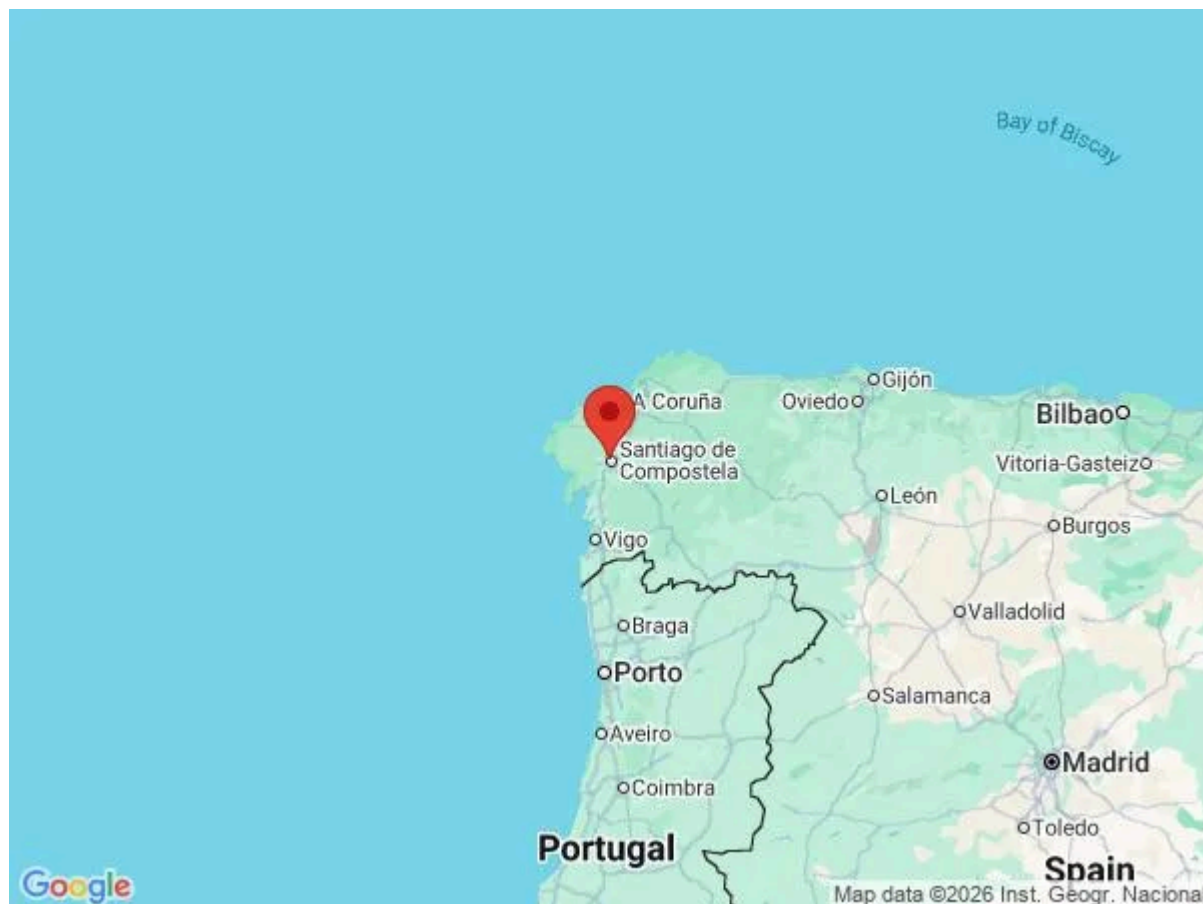 Bay of Biscay
A Coruña
Oviedo
Gijón
Bilbao
Santiago de
Compostela
Vitoria-Gasteiz
León
Burgos
Vigo
Valladolid
Braga
Porto
Salamanca
Aveiro
Madrid
Coimbra
Toledo
Portugal
Spain
Google
Map data ©2026 Inst. Geogr. Nacional